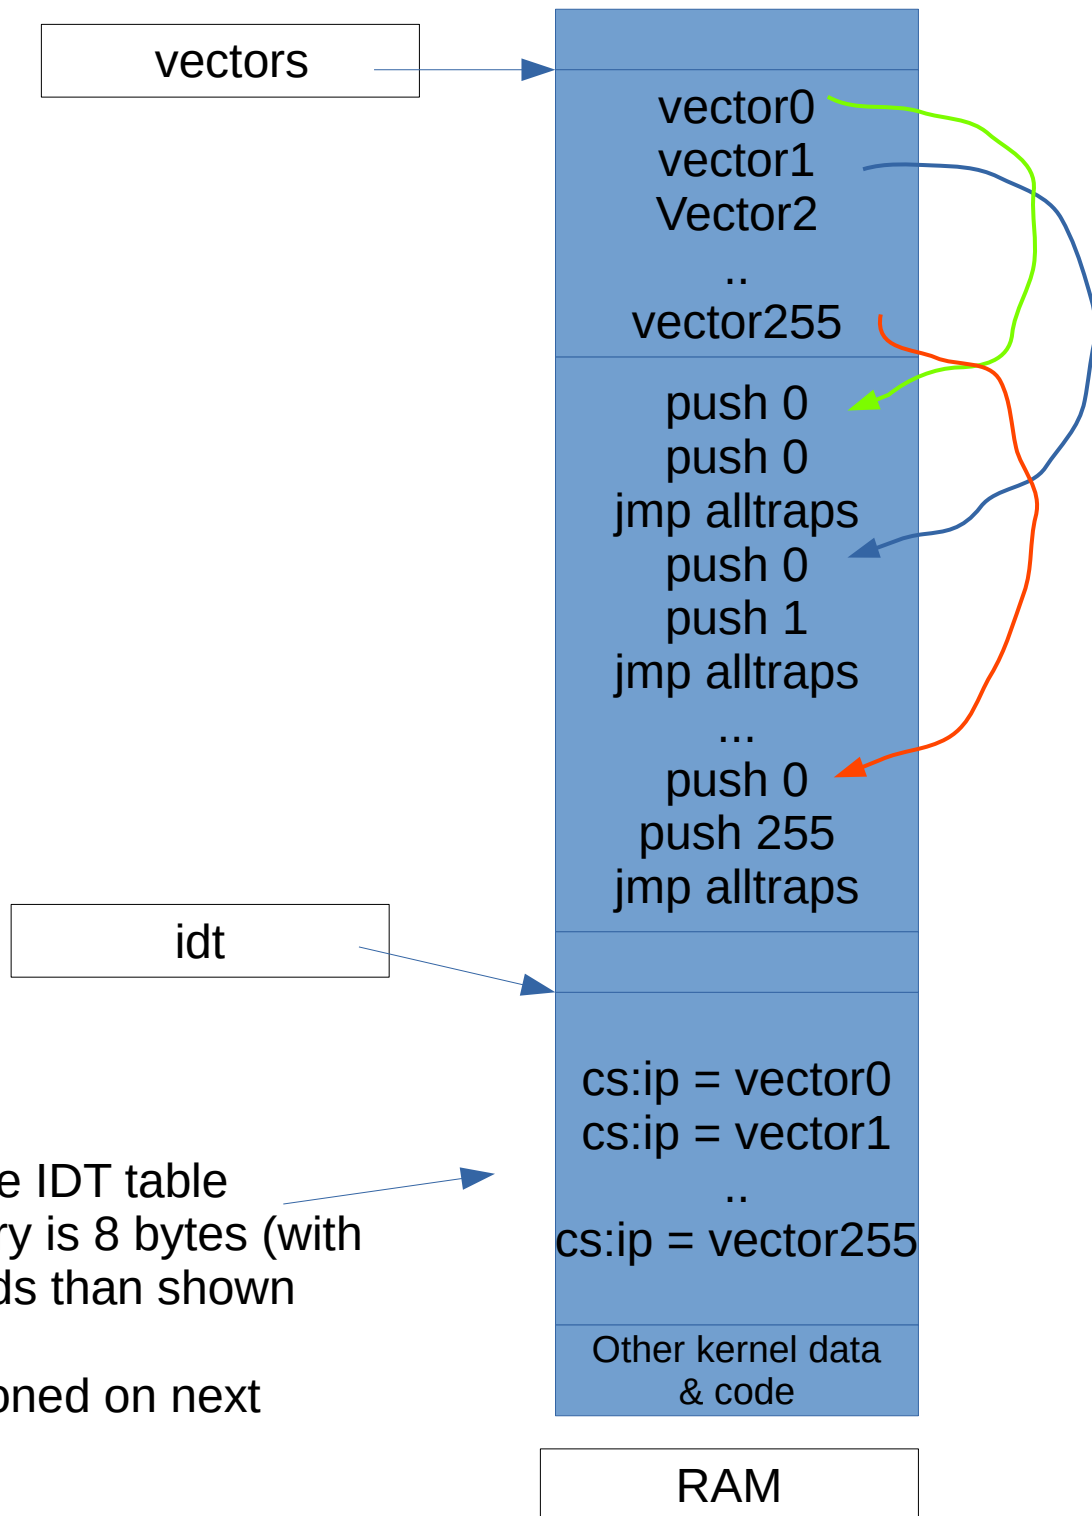 vectors
vector0
vector1
Vector2
..
vector255
push 0
push 0
jmp alltraps
push 0
push 1
jmp alltraps
...
push 0
push 255
jmp alltraps
idt
cs:ip = vector0
cs:ip = vector1
..
cs:ip = vector255
e IDT table
ry is 8 bytes (with
ds than shown
oned on next
Other kernel data
& code
RAM